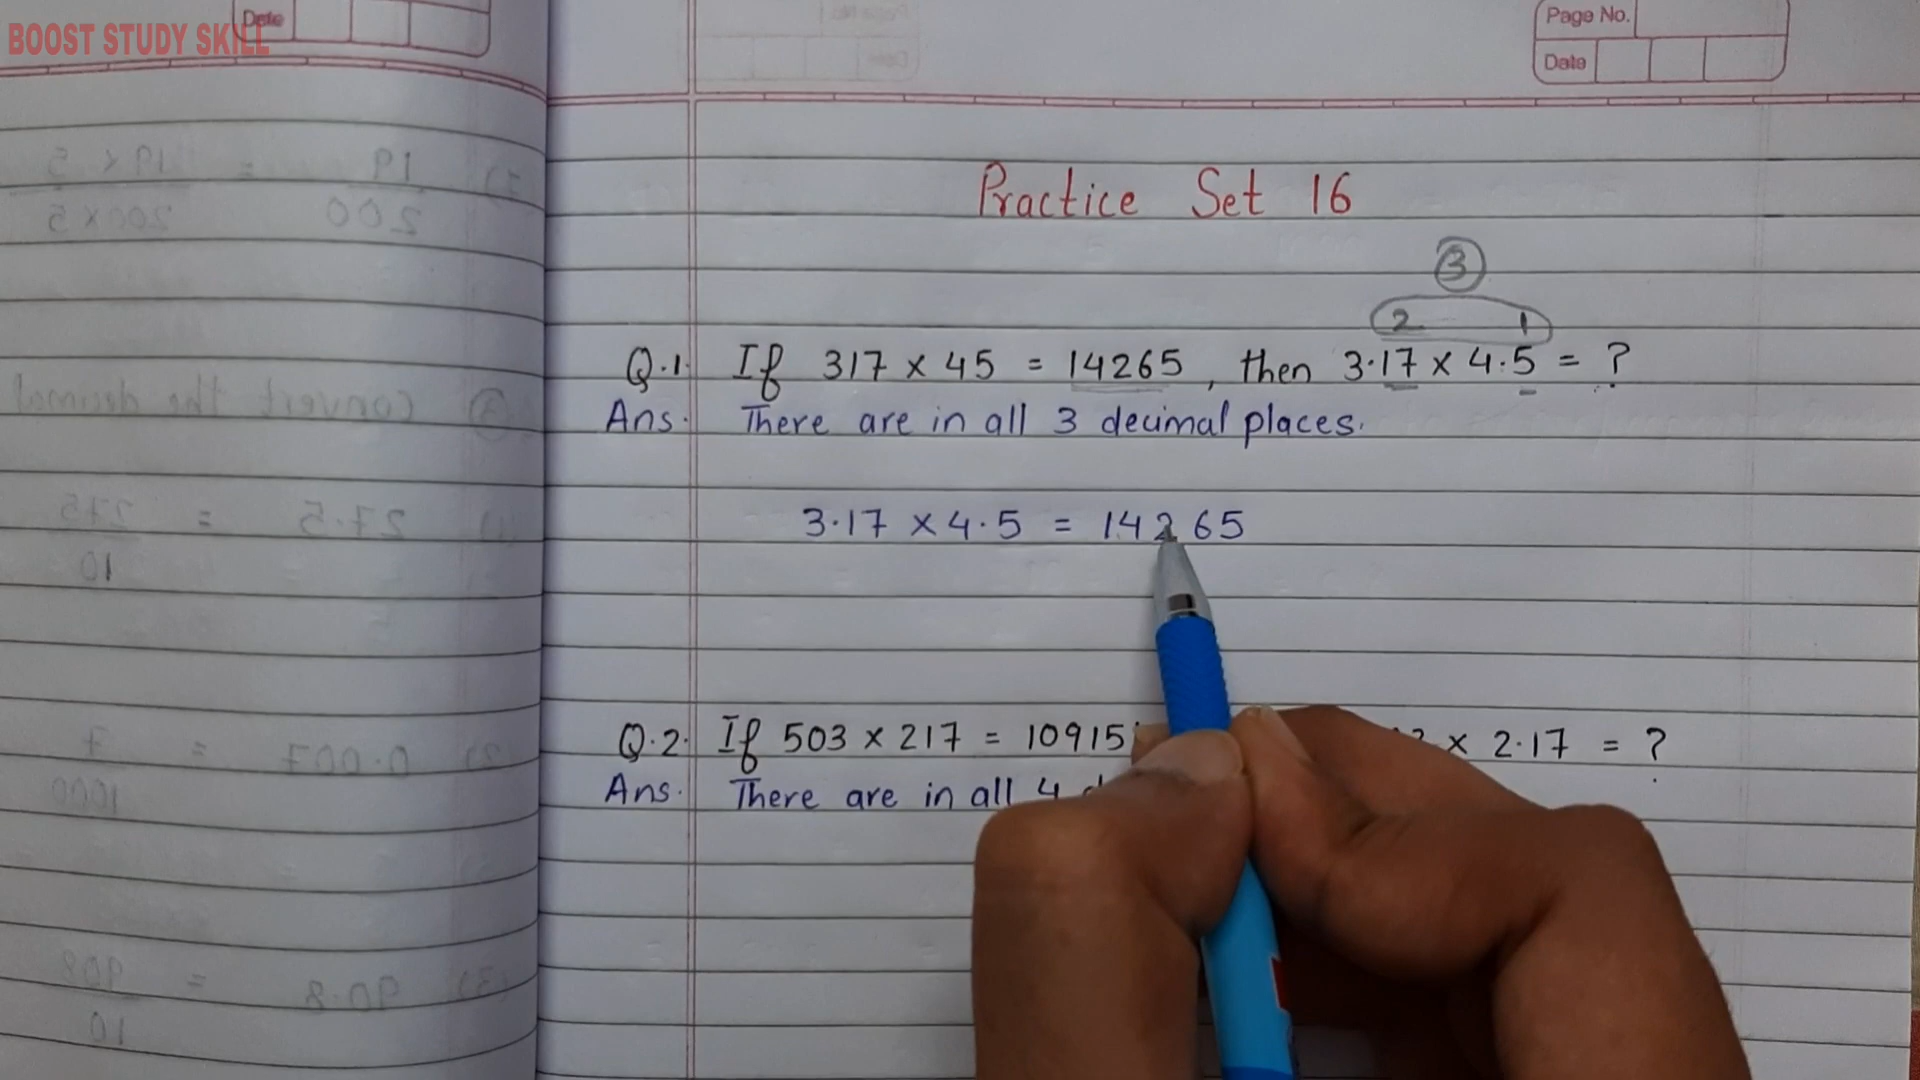 BOOST STUDY SKILL
Date
Page No.
Date
Practice Set 16
3
2 1
Q.1. If 317 × 45 = 14265, then 3.17 × 4.5 = ?
Ans. There are in all 3 decimal places.
3.17 × 4.5 = 14265
Q.2. If 503 × 217 = 10915 × 2.17 = ?
Ans. There are in all 4